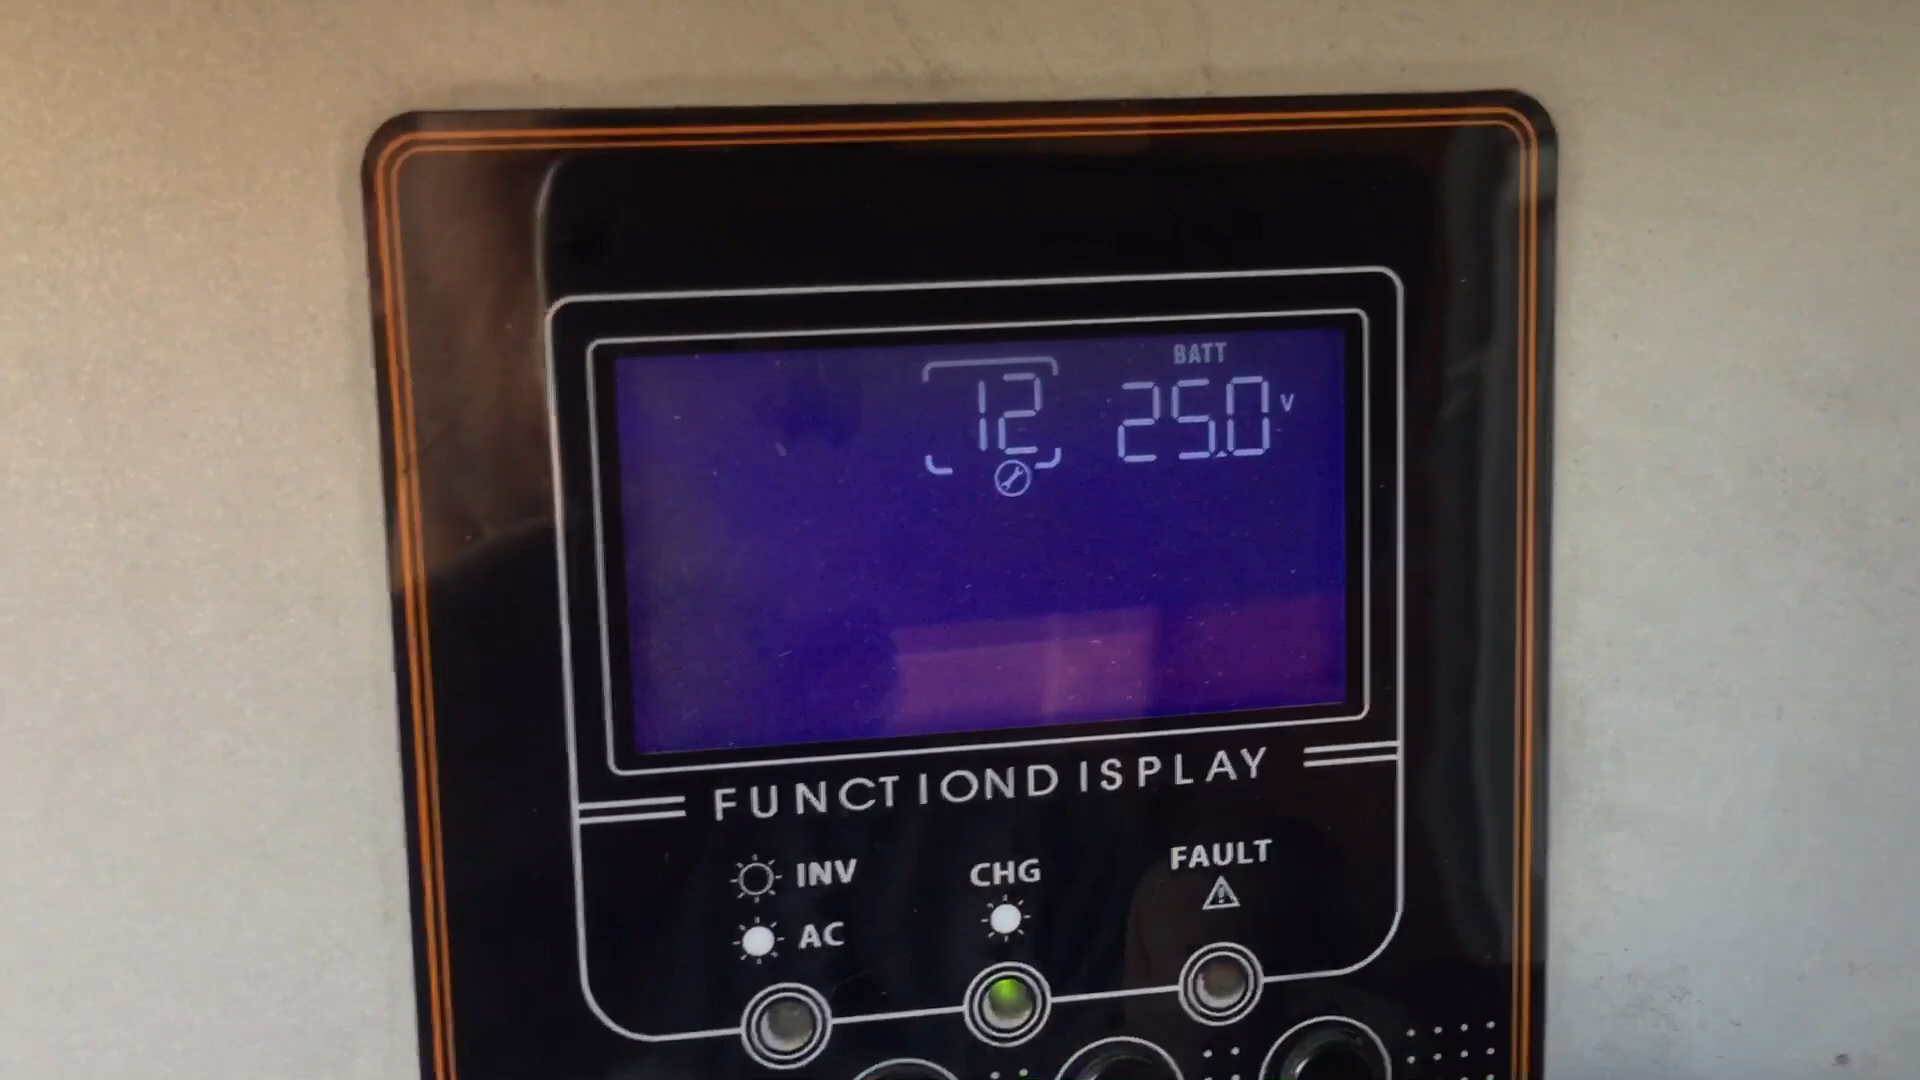 BATT
12 25.0 V
FUNCTIONDISPLAY
INV CHG FAULT
AC